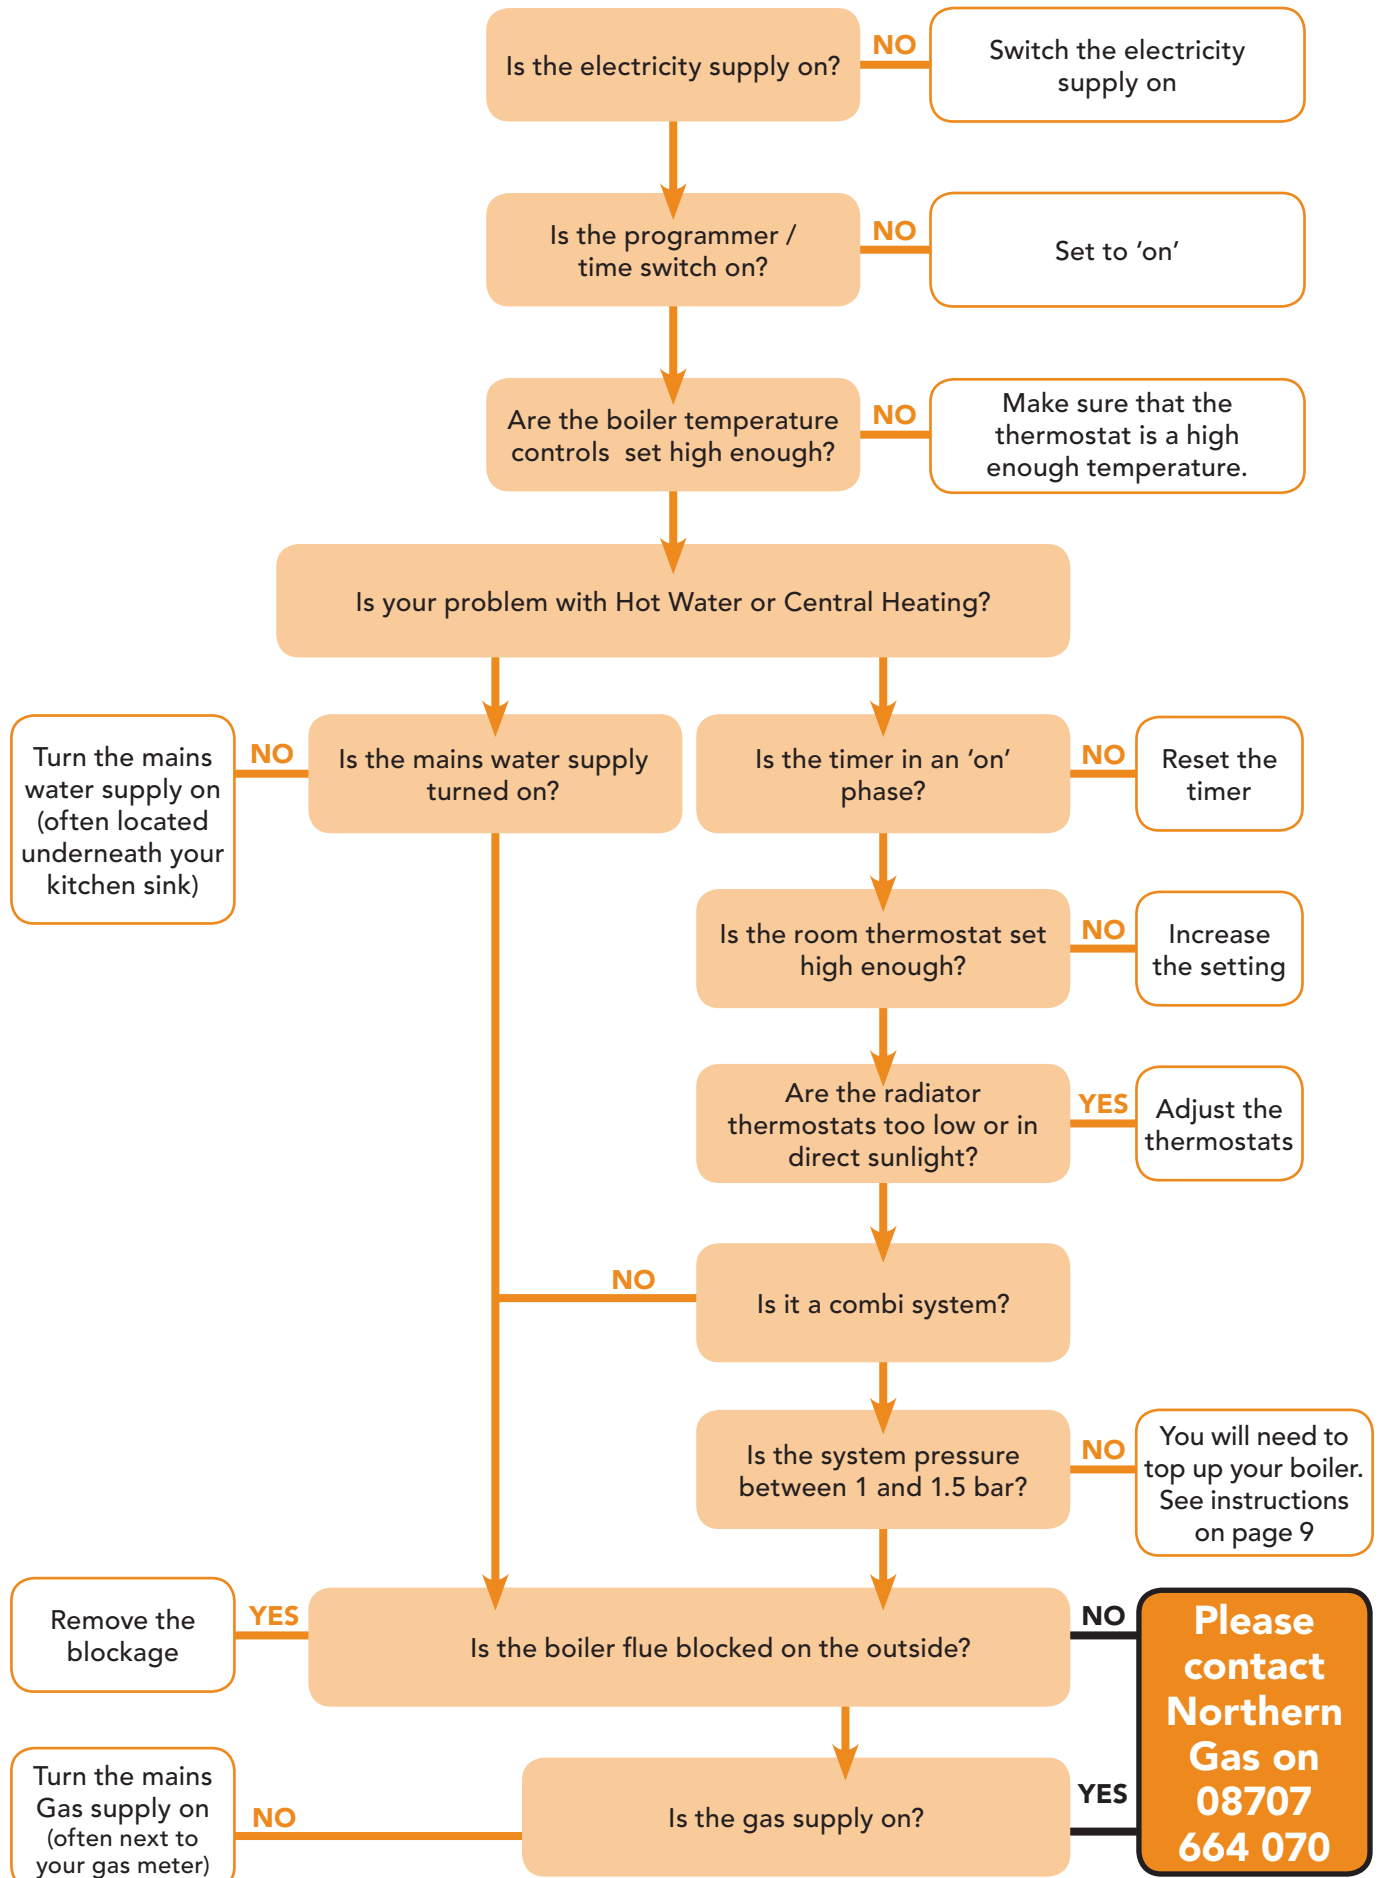 Is the electricity supply on?
NO
Switch the electricity
supply on
Is the programmer /
time switch on?
NO
Set to ‘on’
Are the boiler temperature
controls set high enough?
NO
Make sure that the
thermostat is a high
enough temperature.
Is your problem with Hot Water or Central Heating?
Turn the mains
water supply on
(often located
underneath your
kitchen sink)
NO
Is the mains water supply
turned on?
Is the timer in an ‘on’
phase?
NO
Reset the
timer
Is the room thermostat set
high enough?
NO
Increase
the setting
Are the radiator
thermostats too low or in
direct sunlight?
YES
Adjust the
thermostats
NO
Is it a combi system?
Is the system pressure
between 1 and 1.5 bar?
NO
You will need to
top up your boiler.
See instructions
on page 9
Remove the
blockage
YES
Is the boiler flue blocked on the outside?
NO
Please
contact
Northern
Gas on
08707
664 070
Turn the mains
Gas supply on
(often next to
your gas meter)
NO
Is the gas supply on?
YES